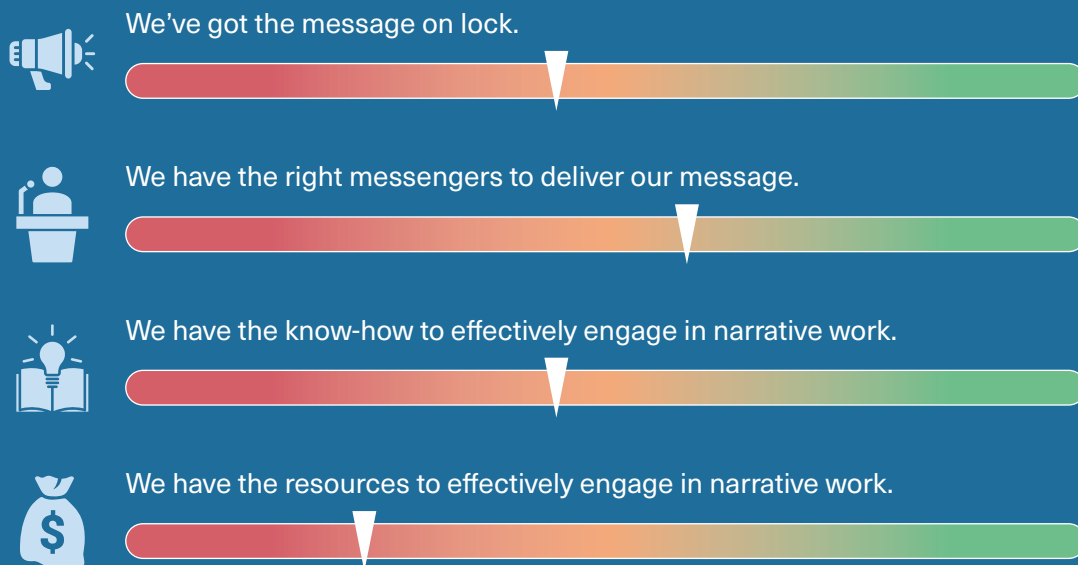 We’ve got the message on lock.
We have the right messengers to deliver our message.
We have the know-how to effectively engage in narrative work.
We have the resources to effectively engage in narrative work.
$